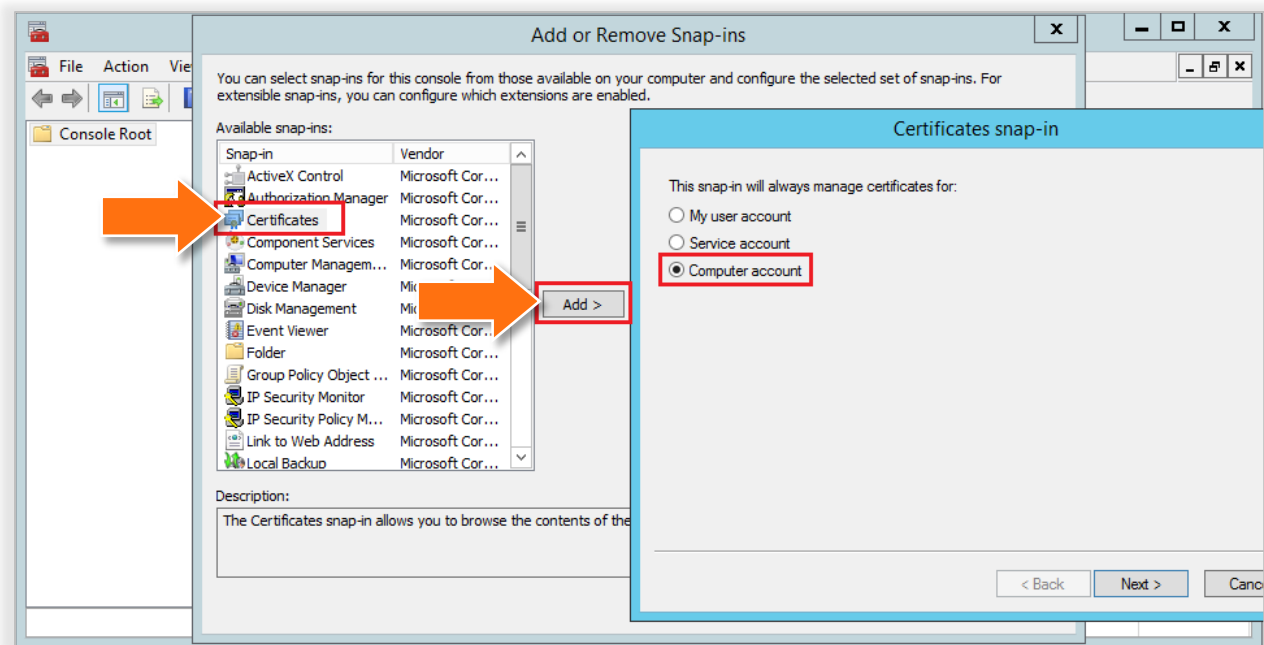 Add or Remove Snap-ins
x
x
File Action Vie
You can select snap-ins for this console from those available on your computer and configure the selected set of snap-ins. For
extensible snap-ins, you can configure which extensions are enabled.
Console Root
Available snap-ins:
Snap-in Vendor
ActiveX Control Microsoft Cor...
Authorization Manager Microsoft Cor...
Certificates Microsoft Cor...
Component Services Microsoft Cor...
Computer Managem... Microsoft Cor...
Device Manager
Disk Management
Event Viewer Microsoft Cor...
Folder Microsoft Cor...
Group Policy Object ... Microsoft Cor...
IP Security Monitor Microsoft Cor...
IP Security Policy M... Microsoft Cor...
Link to Web Address Microsoft Cor...
Local Backup Microsoft Cor...
Add >
Description:
The Certificates snap-in allows you to browse the contents of the
Certificates snap-in
This snap-in will always manage certificates for:
My user account
Service account
Computer account
< Back Next > Canc